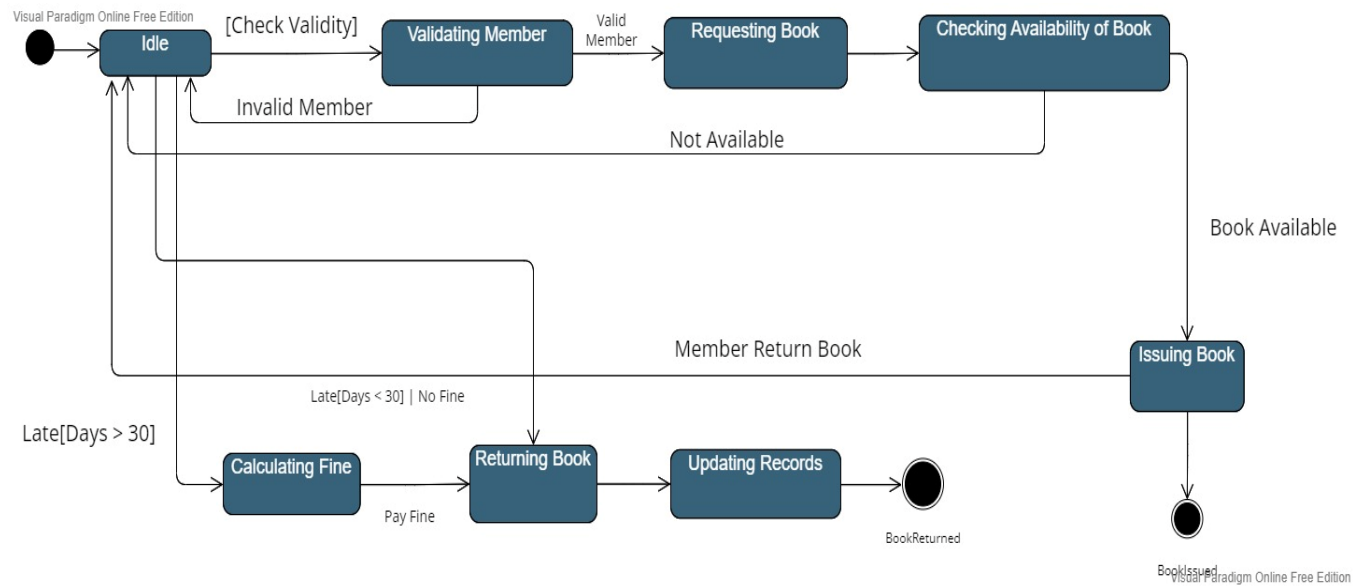 Visual Paradigm Online Free Edition
Idle
[Check Validity]
Validating Member
Valid
Member
Requesting Book
Checking Availability of Book
Invalid Member
Not Available
Book Available
Member Return Book
Issuing Book
Late[Days < 30] | No Fine
Late[Days > 30]
Calculating Fine
Pay Fine
Returning Book
Updating Records
BookReturned
BookIssued
Visual Paradigm Online Free Edition